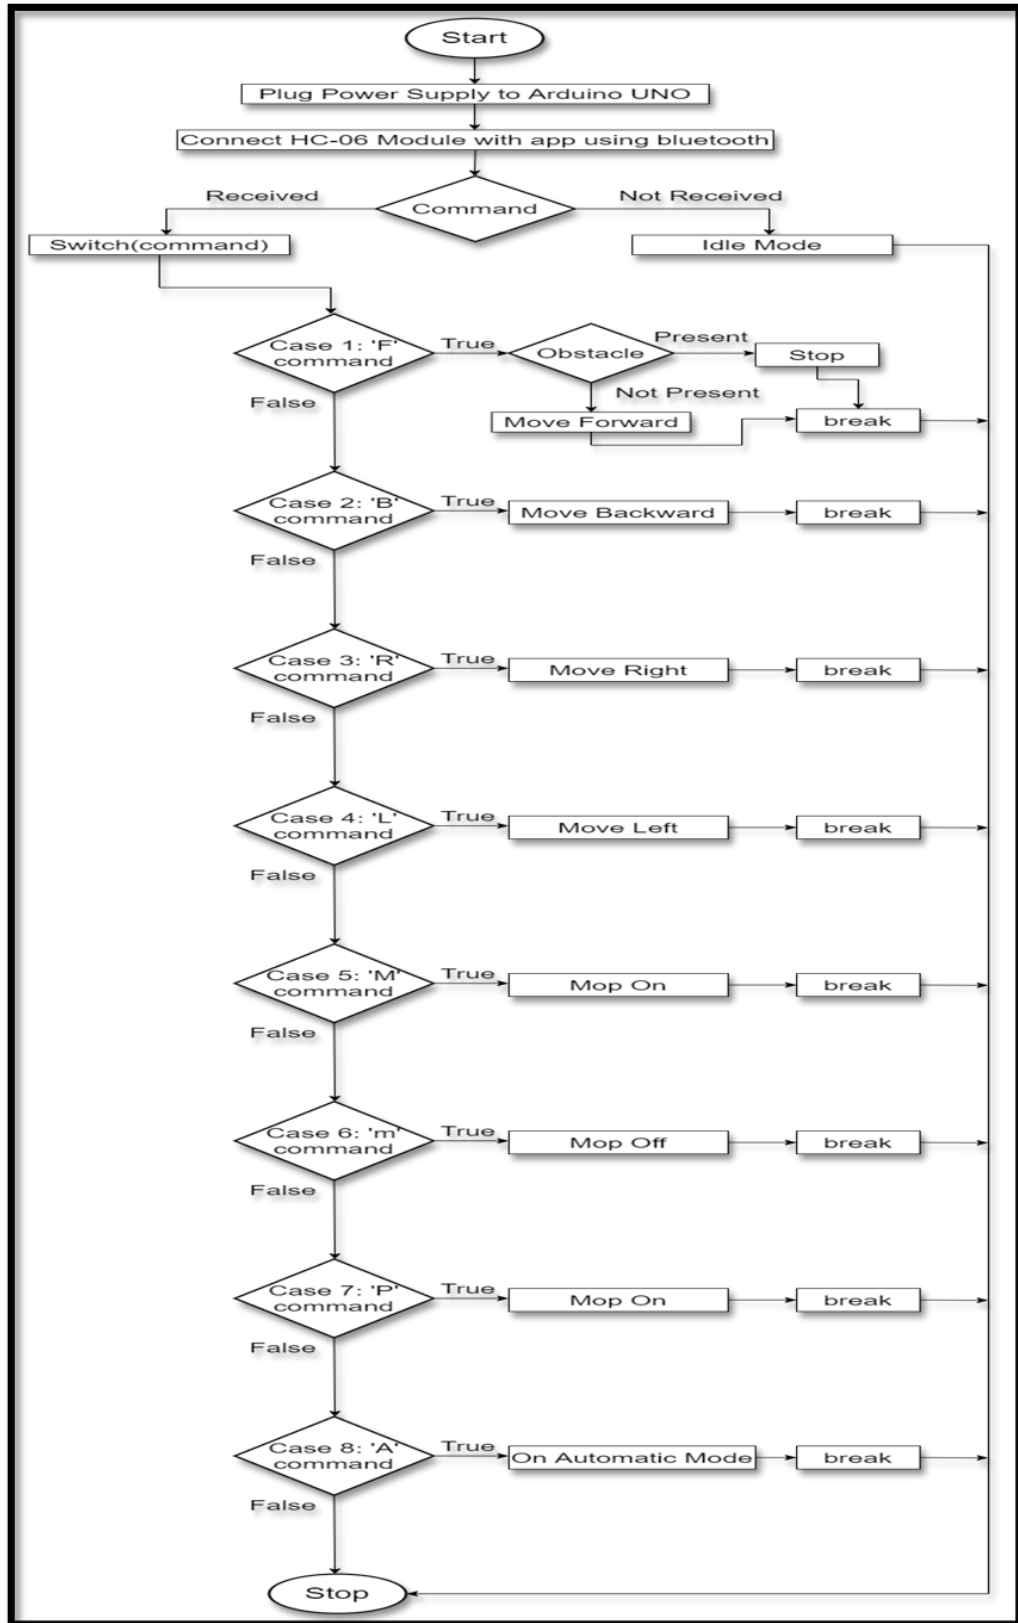 Start
Plug Power Supply to Arduino UNO
Connect HC-06 Module with app using bluetooth
Received
Command
Not Received
Switch(command)
Idle Mode
Case 1: 'F'
command
True
Obstacle
Present
Stop
False
Not Present
Move Forward
break
Case 2: 'B'
command
True
Move Backward
break
False
Case 3: 'R'
command
True
Move Right
break
False
Case 4: 'L'
command
True
Move Left
break
False
Case 5: 'M'
command
True
Mop On
break
False
Case 6: 'm'
command
True
Mop Off
break
False
Case 7: 'P'
command
True
Mop On
break
False
Case 8: 'A'
command
True
On Automatic Mode
break
False
Stop